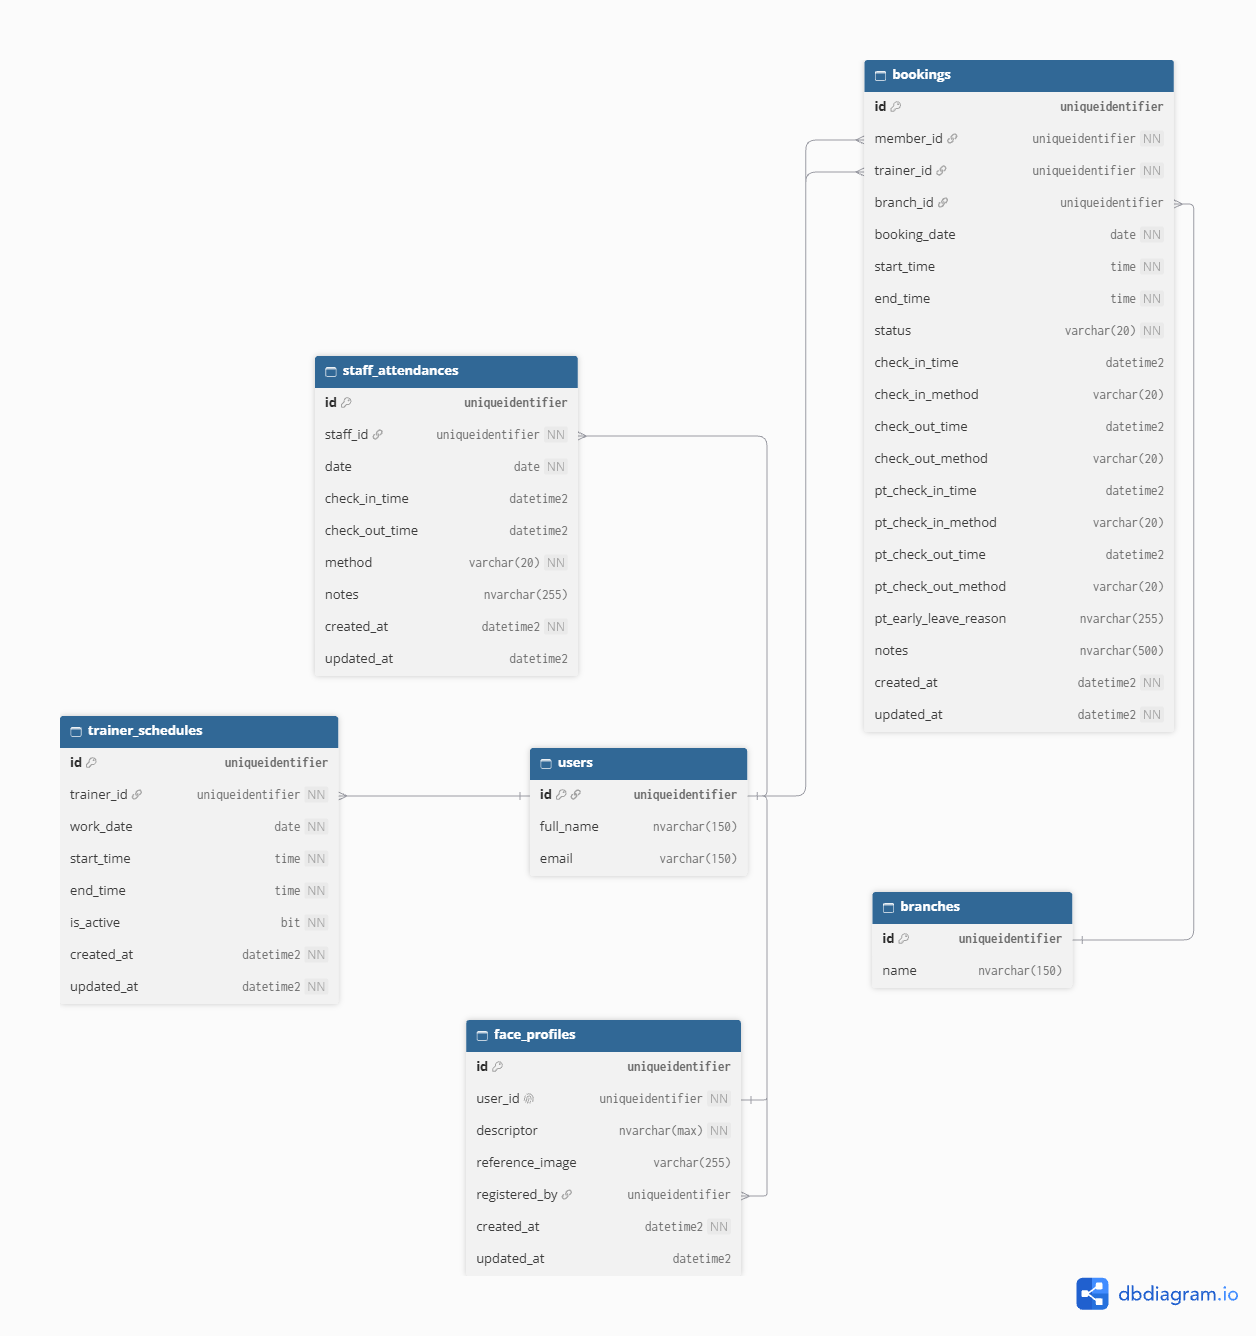 bookings
id uniqueidentifier
member_id uniqueidentifier NN
trainer_id uniqueidentifier NN
branch_id uniqueidentifier
booking_date date NN
start_time time NN
end_time time NN
status varchar(20) NN
check_in_time datetime2
check_in_method varchar(20)
check_out_time datetime2
check_out_method varchar(20)
pt_check_in_time datetime2
pt_check_in_method varchar(20)
pt_check_out_time datetime2
pt_check_out_method varchar(20)
pt_early_leave_reason nvarchar(255)
notes nvarchar(500)
created_at datetime2 NN
updated_at datetime2 NN
staff_attendances
id uniqueidentifier
staff_id uniqueidentifier NN
date date NN
check_in_time datetime2
check_out_time datetime2
method varchar(20) NN
notes nvarchar(255)
created_at datetime2 NN
updated_at datetime2
trainer_schedules
id uniqueidentifier
trainer_id uniqueidentifier NN
work_date date NN
start_time time NN
end_time time NN
is_active bit NN
created_at datetime2 NN
updated_at datetime2 NN
users
id uniqueidentifier
full_name nvarchar(150)
email varchar(150)
branches
id uniqueidentifier
name nvarchar(150)
face_profiles
id uniqueidentifier
user_id uniqueidentifier NN
descriptor nvarchar(max) NN
reference_image varchar(255)
registered_by uniqueidentifier
created_at datetime2 NN
updated_at datetime2
dbdiagram.io